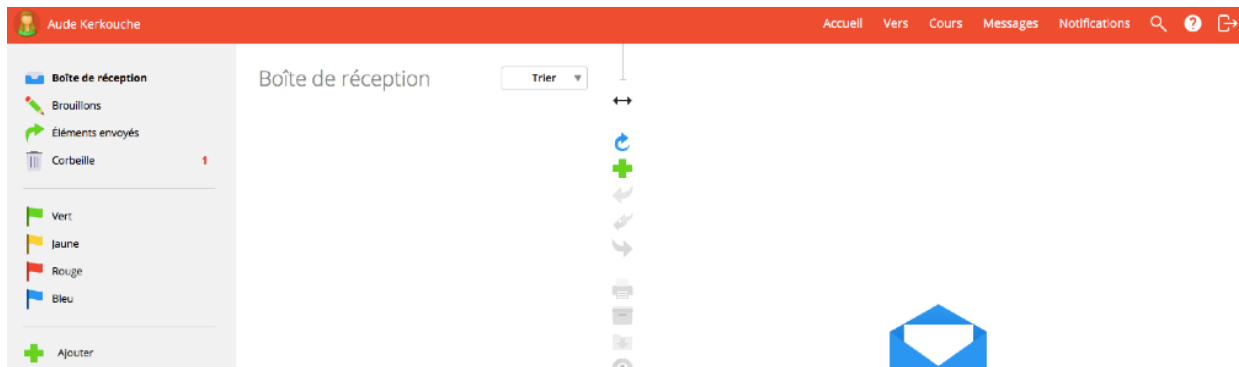 Aude Kerkouche
Accueil Vers Cours Messages Notifications ?
Boîte de réception
Brouillons
Éléments envoyés
Corbeille 1
Vert
Jaune
Rouge
Bleu
Ajouter
Boîte de réception
Trier